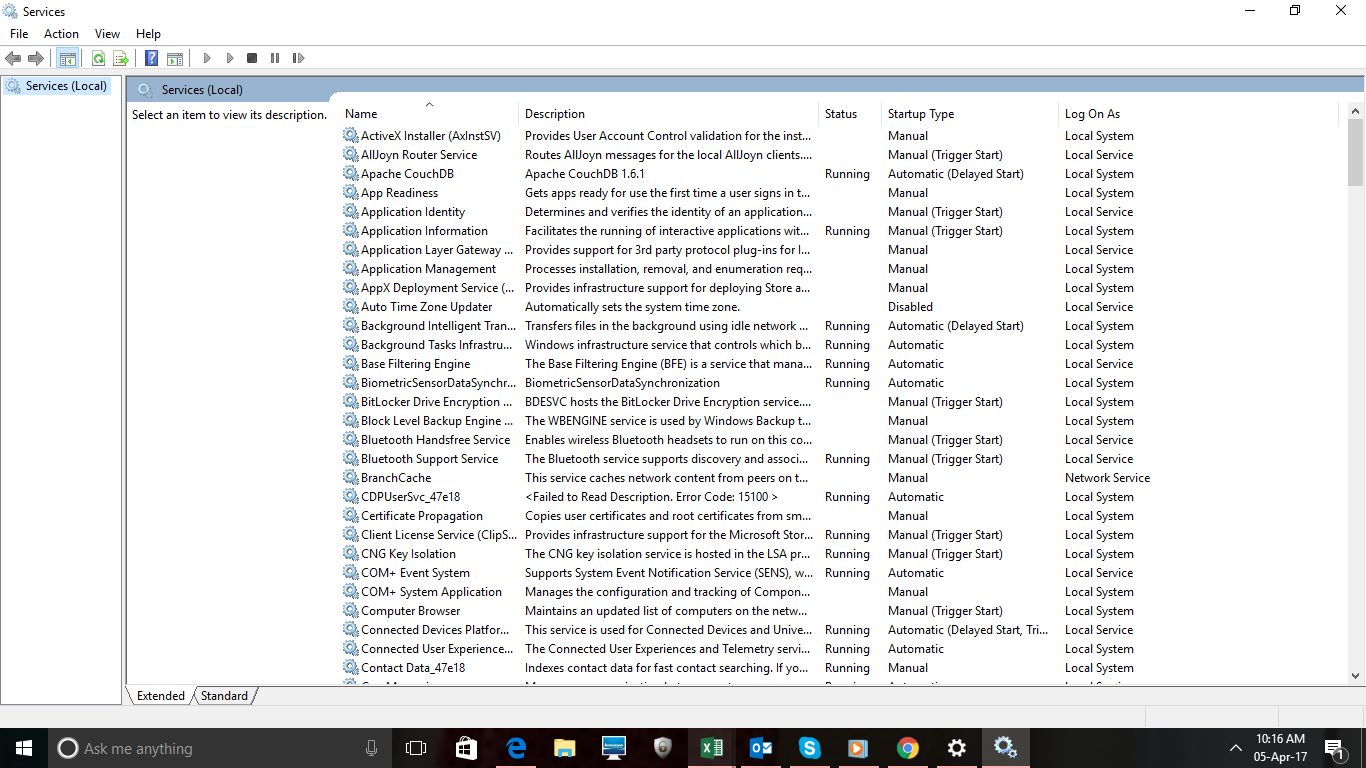 Services
File Action View Help
Services (Local)
Services (Local)
Select an item to view its description.
Name Description Status Startup Type Log On As
ActiveX Installer (AxInstSV) Provides User Account Control validation for the inst... Manual Local System
AllJoyn Router Service Routes AllJoyn messages for the local AllJoyn clients.... Manual (Trigger Start) Local Service
Apache CouchDB Apache CouchDB 1.6.1 Running Automatic (Delayed Start) Local System
App Readiness Gets apps ready for use the first time a user signs in t... Manual Local System
Application Identity Determines and verifies the identity of an application... Manual (Trigger Start) Local Service
Application Information Facilitates the running of interactive applications wit... Running Manual (Trigger Start) Local System
Application Layer Gateway ... Provides support for 3rd party protocol plug-ins for I... Manual Local Service
Application Management Processes installation, removal, and enumeration req... Manual Local System
AppX Deployment Service (... Provides infrastructure support for deploying Store a... Manual Local System
Auto Time Zone Updater Automatically sets the system time zone. Disabled Local Service
Background Intelligent Tran... Transfers files in the background using idle network ... Running Automatic (Delayed Start) Local System
Background Tasks Infrastru... Windows infrastructure service that controls which b... Running Automatic Local System
Base Filtering Engine The Base Filtering Engine (BFE) is a service that mana... Running Automatic Local Service
BiometricSensorDataSynchr... BiometricSensorDataSynchronization Running Automatic Local System
BitLocker Drive Encryption ... BDESVC hosts the BitLocker Drive Encryption service.... Manual (Trigger Start) Local System
Block Level Backup Engine ... The WBENGINE service is used by Windows Backup t... Manual Local System
Bluetooth Handsfree Service Enables wireless Bluetooth headsets to run on this co... Manual (Trigger Start) Local Service
Bluetooth Support Service The Bluetooth service supports discovery and associ... Running Manual (Trigger Start) Local Service
BranchCache This service caches network content from peers on t... Manual Network Service
CDPUserSvc_47e18 <Failed to Read Description. Error Code: 15100 > Running Automatic Local System
Certificate Propagation Copies user certificates and root certificates from sm... Manual Local System
Client License Service (ClipS... Provides infrastructure support for the Microsoft Stor... Running Manual (Trigger Start) Local System
CNG Key Isolation The CNG key isolation service is hosted in the LSA pr... Running Manual (Trigger Start) Local System
COM+ Event System Supports System Event Notification Service (SENS), w... Running Automatic Local Service
COM+ System Application Manages the configuration and tracking of Compon... Manual Local System
Computer Browser Maintains an updated list of computers on the netw... Manual (Trigger Start) Local System
Connected Devices Platfor... This service is used for Connected Devices and Unive... Running Automatic (Delayed Start, Tri... Local Service
Connected User Experience... The Connected User Experiences and Telemetry servi... Running Automatic Local System
Contact Data_47e18 Indexes contact data for fast contact searching. If yo... Running Manual Local System
Extended Standard
Ask me anything
10:16 AM
05-Apr-17
1